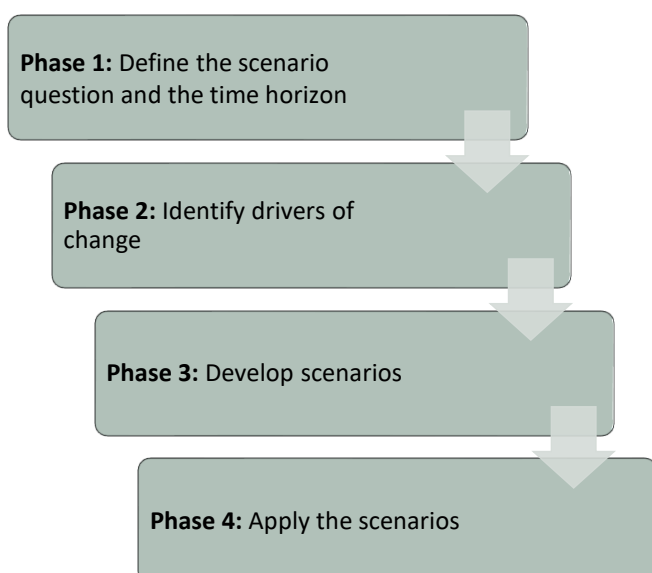 Phase 1: Define the scenario
question and the time horizon
Phase 2: Identify drivers of
change
Phase 3: Develop scenarios
Phase 4: Apply the scenarios